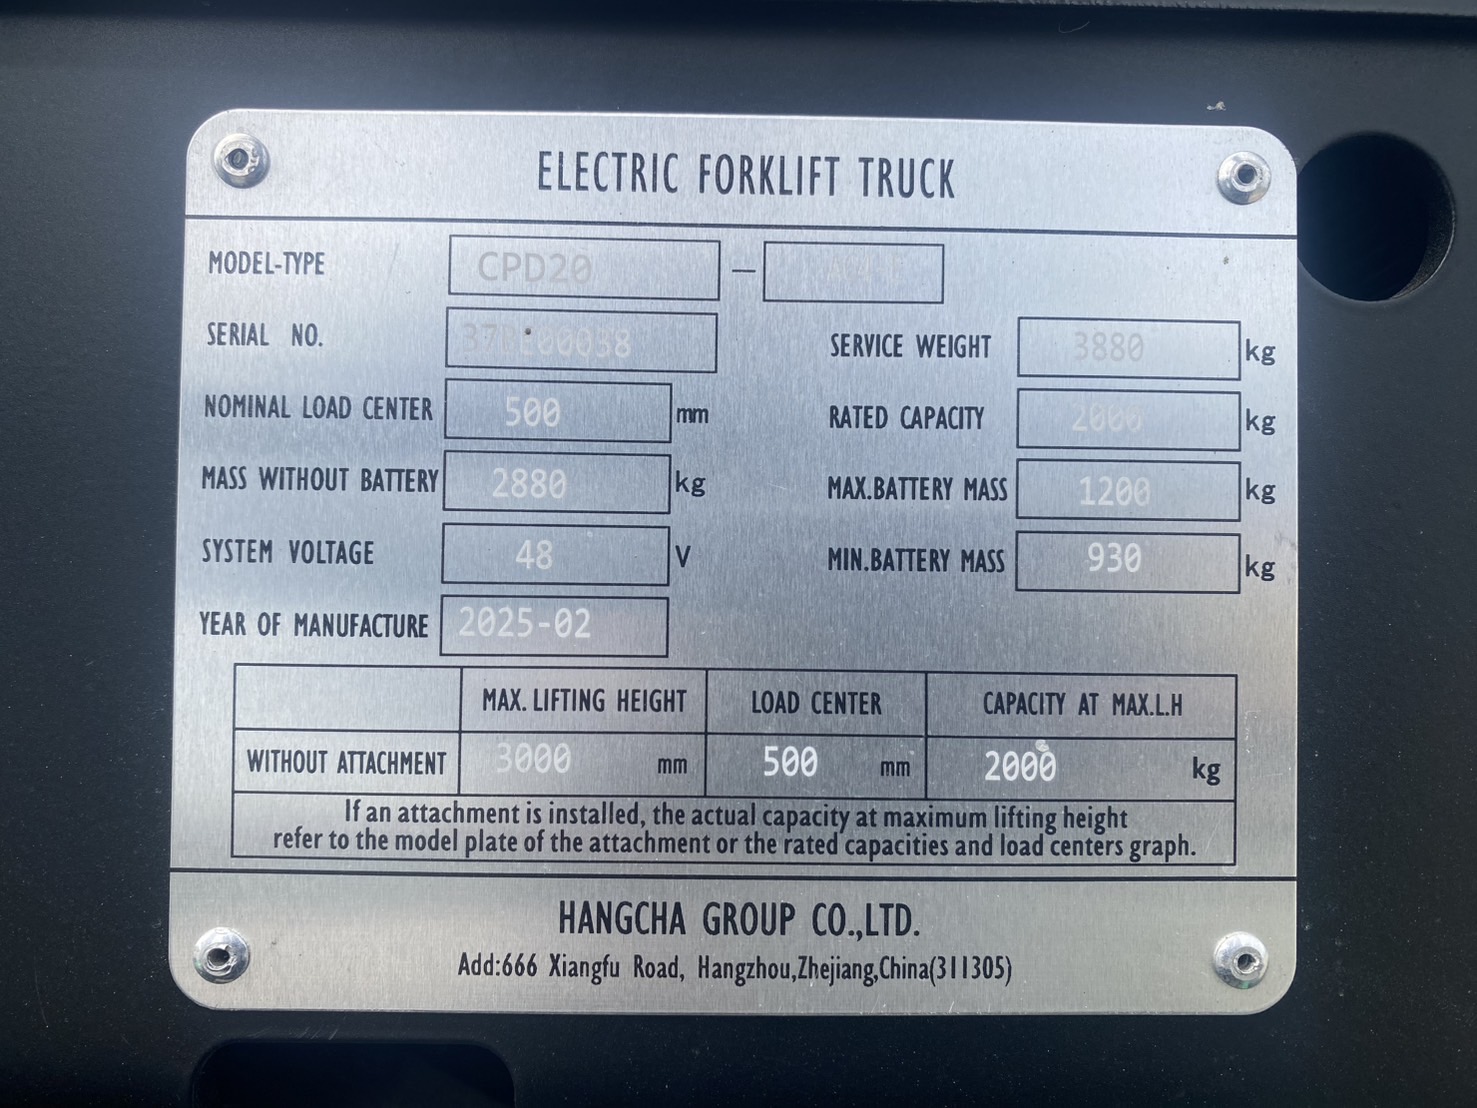 ELECTRIC FORKLIFT TRUCK
MODEL-TYPE CPD20 –
SERIAL NO.
SERVICE WEIGHT 3880 kg
NOMINAL LOAD CENTER 500 mm
RATED CAPACITY 2000 kg
MASS WITHOUT BATTERY 2880 kg
MAX.BATTERY MASS 1200 kg
SYSTEM VOLTAGE 48 V
MIN.BATTERY MASS 930 kg
YEAR OF MANUFACTURE 2025-02
MAX. LIFTING HEIGHT LOAD CENTER CAPACITY AT MAX.L.H
WITHOUT ATTACHMENT 3000 mm 500 mm 2000 kg
If an attachment is installed, the actual capacity at maximum lifting height
refer to the model plate of the attachment or the rated capacities and load centers graph.
HANGCHA GROUP CO.,LTD.
Add:666 Xiangfu Road, Hangzhou,Zhejiang,China(311305)